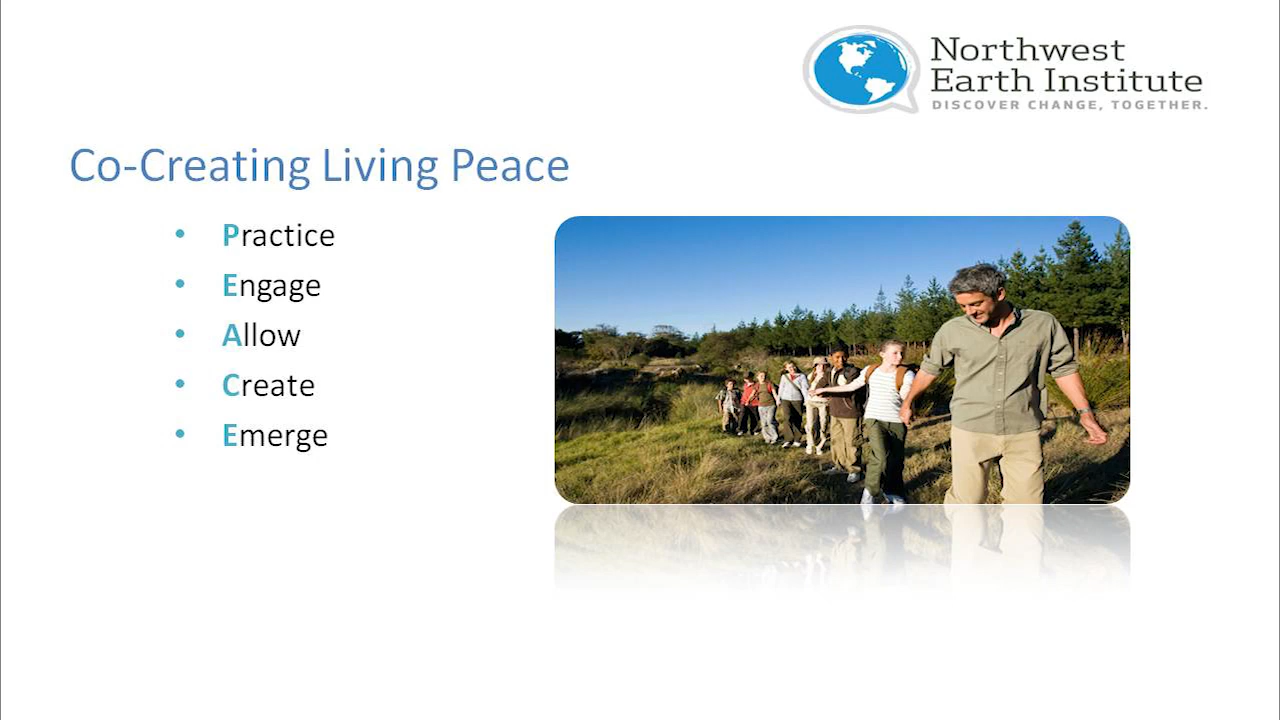 Northwest
Earth Institute
DISCOVER CHANGE, TOGETHER.
Co-Creating Living Peace
• Practice
• Engage
• Allow
• Create
• Emerge